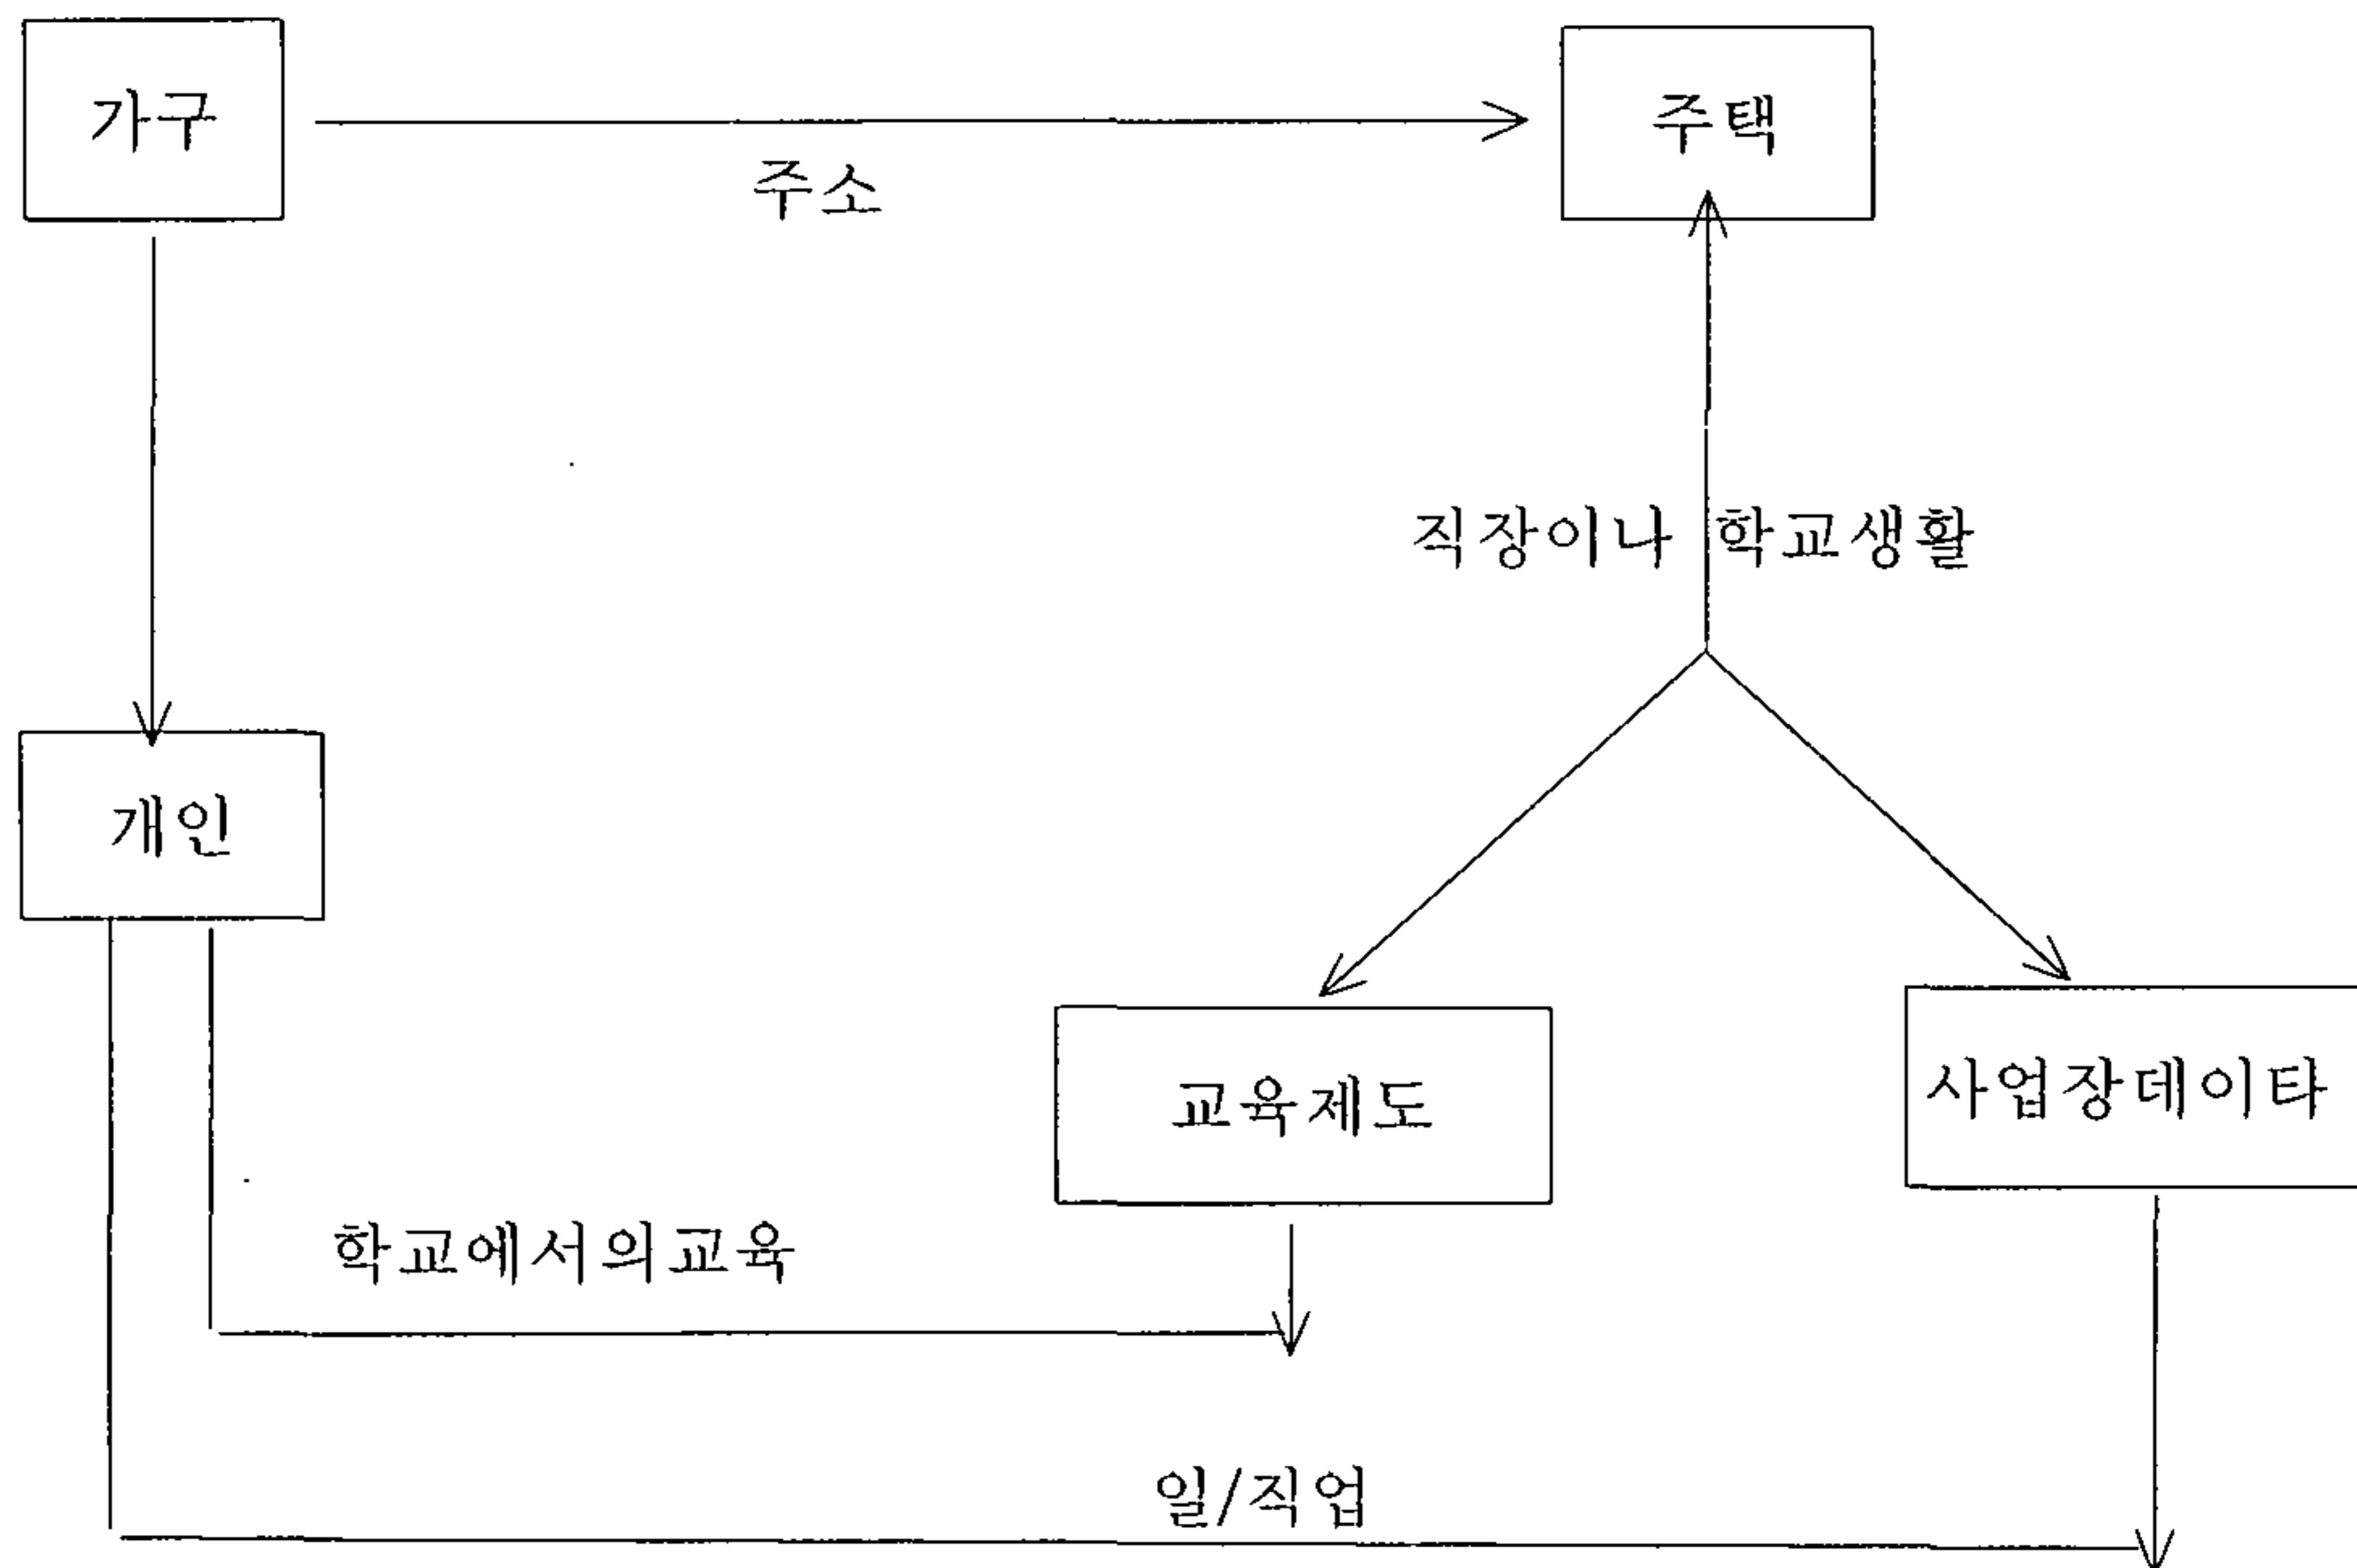 가구
주택
주소
직장이나 학교생활
개인
교육제도
사업장데이타
학교에서의교육
일/직업